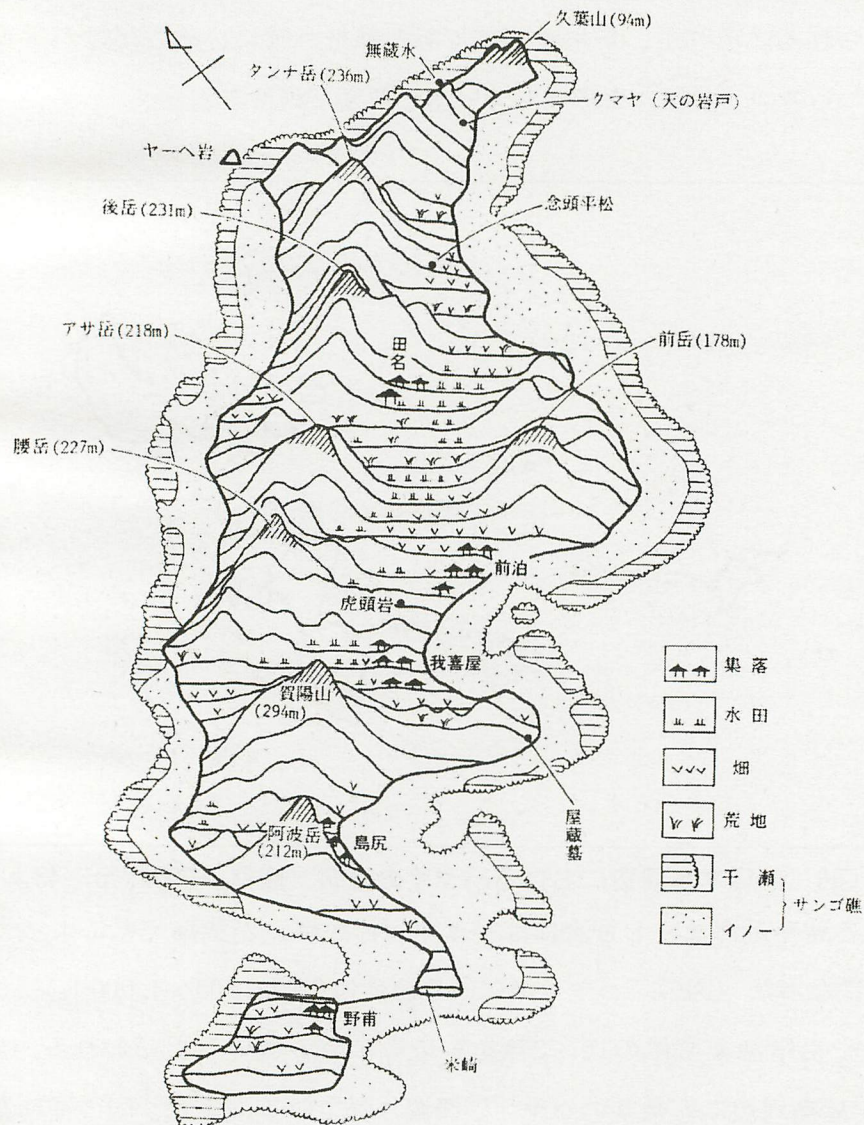 久葉山(94m)
無蔵水
タンナ岳(236m)
クマヤ（天の岩戸）
ヤーヘ岩
後岳(231m)
念頭平松
アサ岳(218m)
田名
前岳(178m)
腰岳(227m)
前泊
虎頭岩
我喜屋
賀陽山
(294m)
屋蔵墓
阿波岳
(212m)
島尻
野甫
米崎
集落
水田
畑
荒地
干瀬
イノー
サンゴ礁